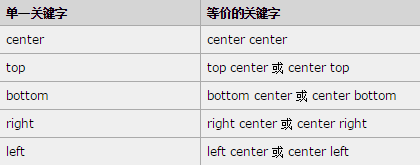 单一关键字 等价的关键字
center center center
top top center 或 center top
bottom bottom center 或 center bottom
right right center 或 center right
left left center 或 center left